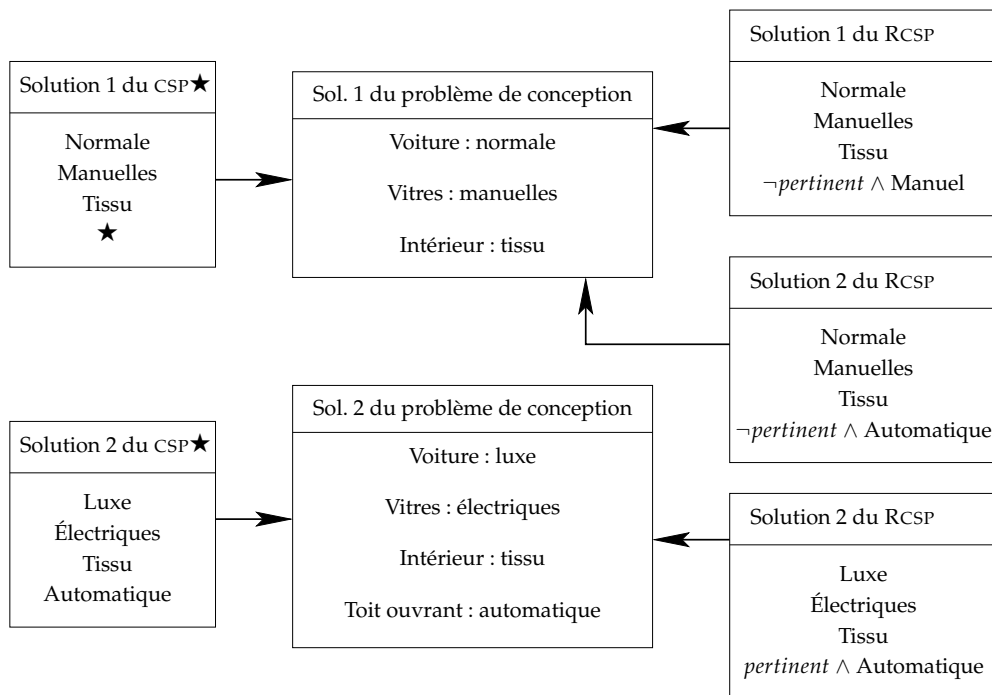 Solution 1 du CSP★
Normale
Manuelles
Tissu
★
Sol. 1 du problème de conception
Voiture : normale
Vitres : manuelles
Intérieur : tissu
Solution 1 du RCSP
Normale
Manuelles
Tissu
¬pertinent ∧ Manuel
Solution 2 du RCSP
Normale
Manuelles
Tissu
¬pertinent ∧ Automatique
Solution 2 du CSP★
Luxe
Électriques
Tissu
Automatique
Sol. 2 du problème de conception
Voiture : luxe
Vitres : électriques
Intérieur : tissu
Toit ouvrant : automatique
Solution 2 du RCSP
Luxe
Électriques
Tissu
pertinent ∧ Automatique